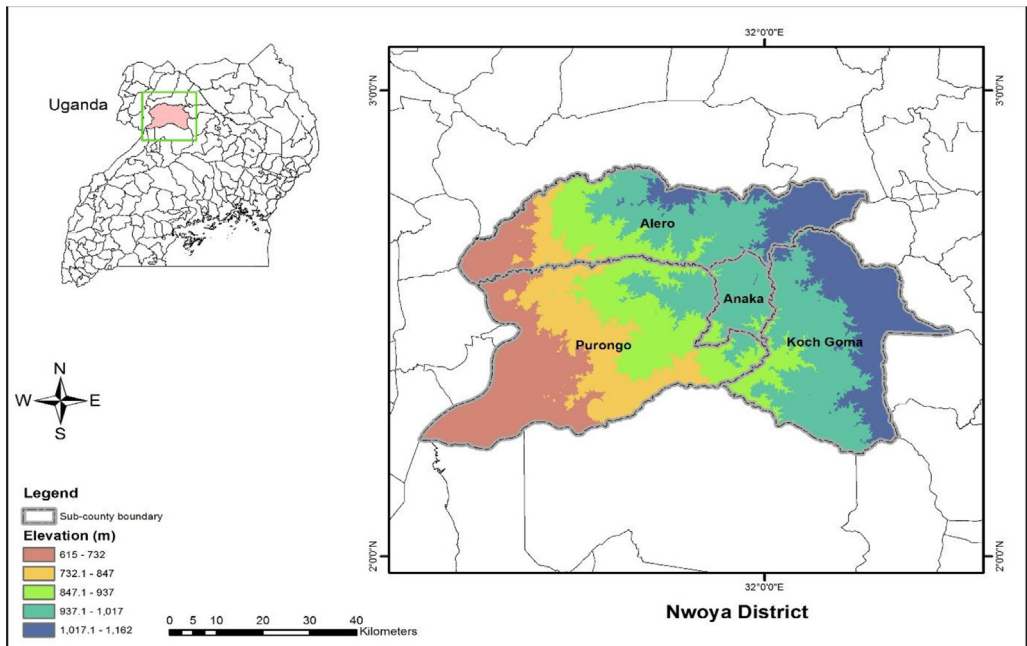 32°0'0"E
Uganda
3°0'0"N
3°0'0"N
Alero
Anaka
Purongo
Koch Goma
N
W
E
S
Legend
Sub-county boundary
Elevation (m)
615 - 732
732.1 - 847
847.1 - 937
937.1 - 1,017
1,017.1 - 1,162
2°0'0"N
2°0'0"N
32°0'0"E
Nwoya District
0 5 10 20 30 40
Kilometers